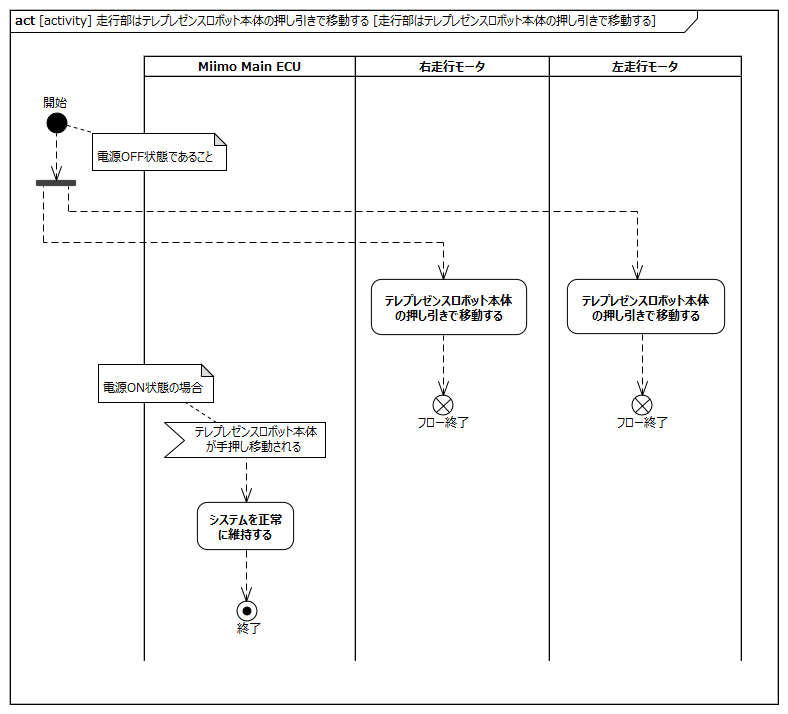 act [activity] 走行部はテレプレゼンスロボット本体の押し引きで移動する [走行部はテレプレゼンスロボット本体の押し引きで移動する]
Miimo Main ECU
右走行モータ
左走行モータ
開始
電源OFF状態であること
テレプレゼンスロボット本体
の押し引きで移動する
テレプレゼンスロボット本体
の押し引きで移動する
電源ON状態の場合
フロー終了
フロー終了
テレプレゼンスロボット本体
が手押し移動される
システムを正常
に維持する
終了